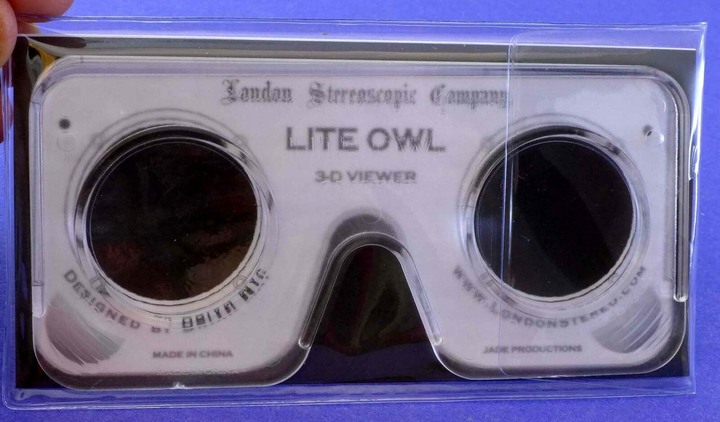 London Stereoscopic Company
LITE OWL
3-D VIEWER
DESIGNED BY BRIAN MAY
WWW.LONDONSTEREO.COM
MADE IN CHINA
JADE PRODUCTIONS